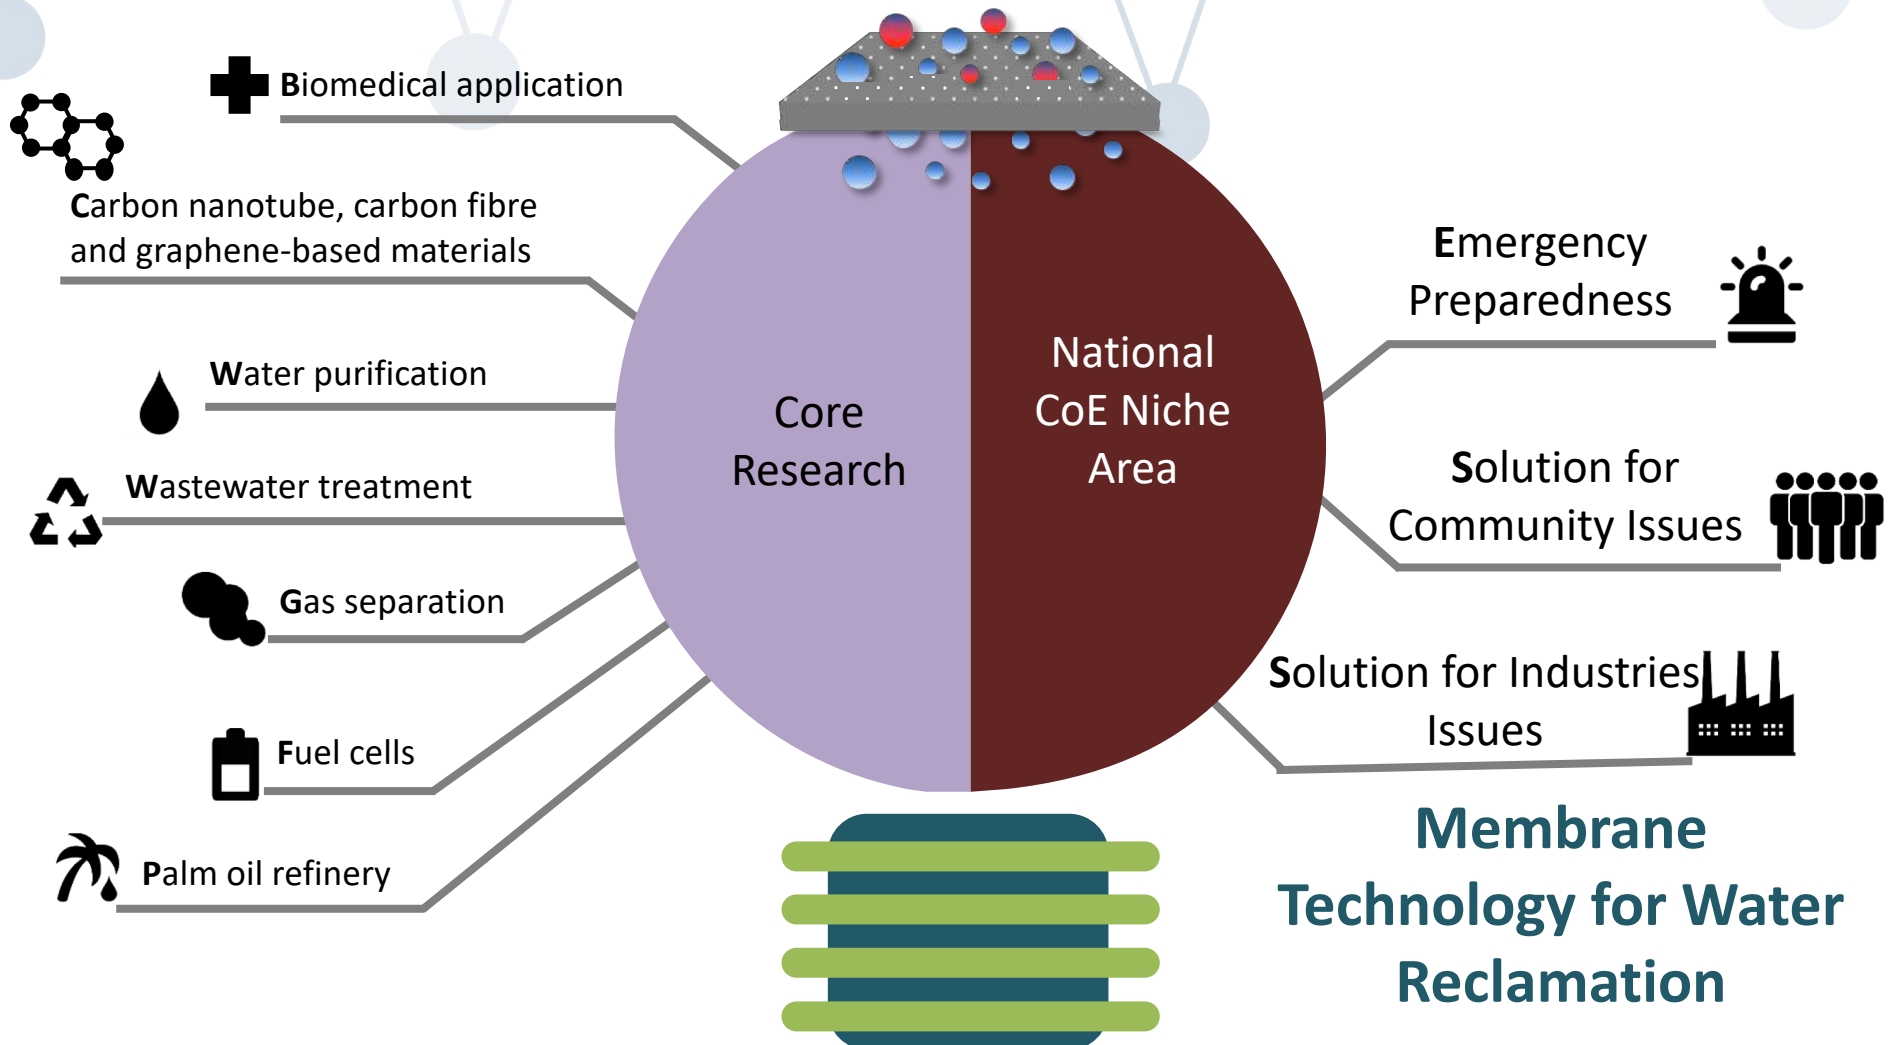 Biomedical application
Carbon nanotube, carbon fibre
and graphene-based materials
Water purification
Wastewater treatment
Gas separation
Fuel cells
Palm oil refinery
Core
Research
National
CoE Niche
Area
Emergency
Preparedness
Solution for
Community Issues
Solution for Industries
Issues
Membrane
Technology for Water
Reclamation